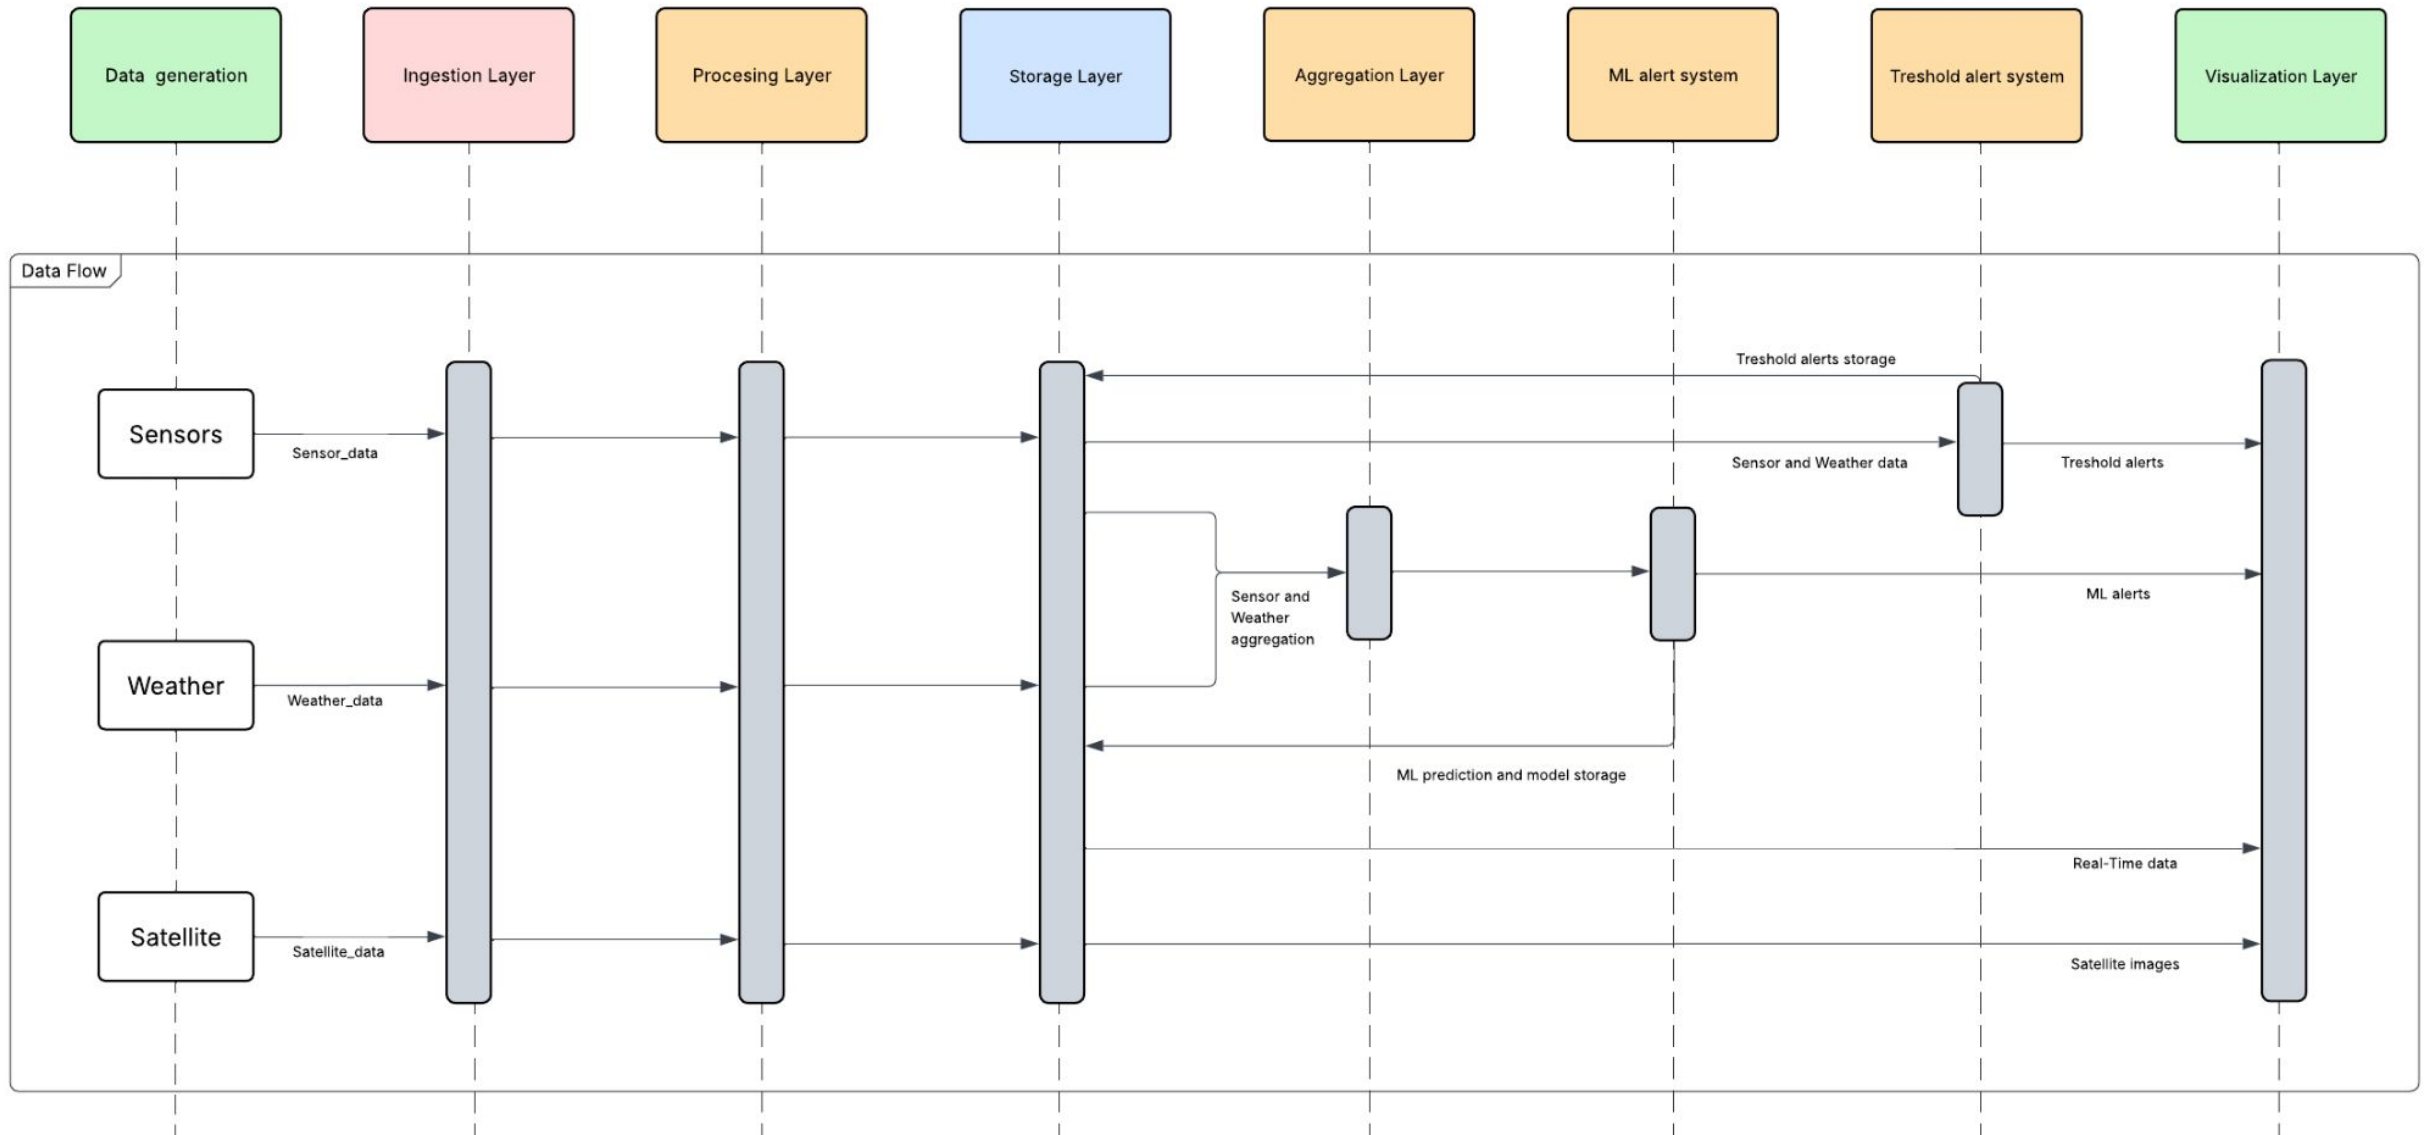 Data  generation
Ingestion Layer
Procesing Layer
Storage Layer
Aggregation Layer
ML alert system
Treshold alert system
Visualization Layer
Data Flow
Treshold alerts storage
Sensors
Sensor_data
Sensor and Weather data
Treshold alerts
Sensor and
Weather
aggregation
ML alerts
Weather
Weather_data
ML prediction and model storage
Real-Time data
Satellite
Satellite_data
Satellite images